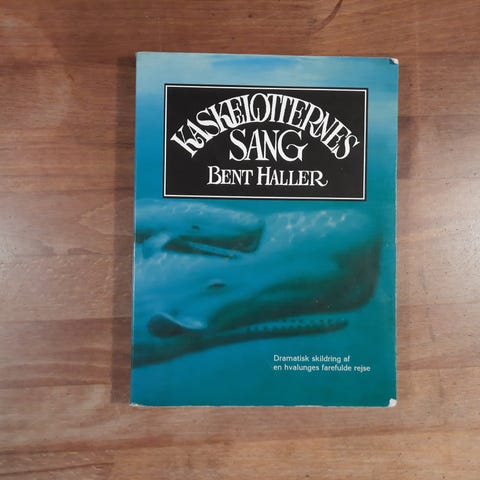 KASKELOTTERNES
SANG
BENT HALLER
Dramatisk skildring af
en hvalunges farefulde rejse